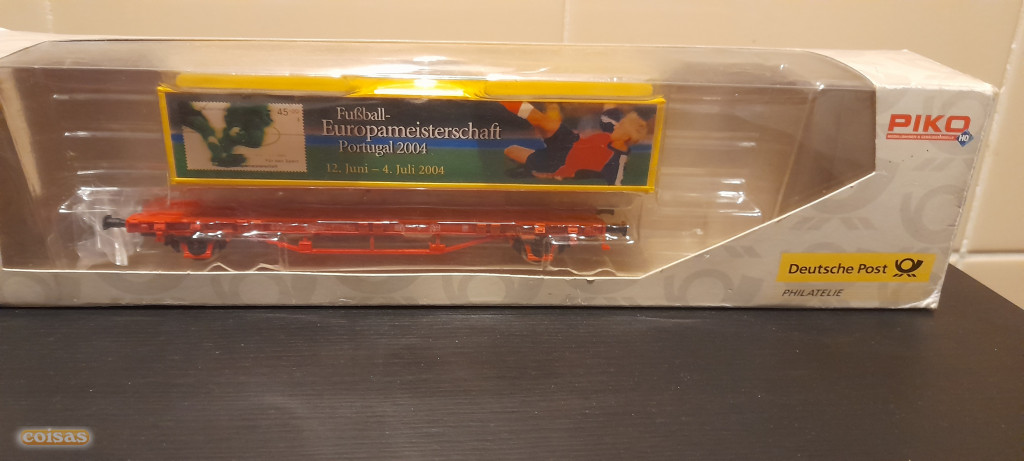 45
Fußball-
Europameisterschaft
Portugal 2004
12. Juni – 4. Juli 2004
PIKO
HO
Deutsche Post
PHILATELIE
coisas